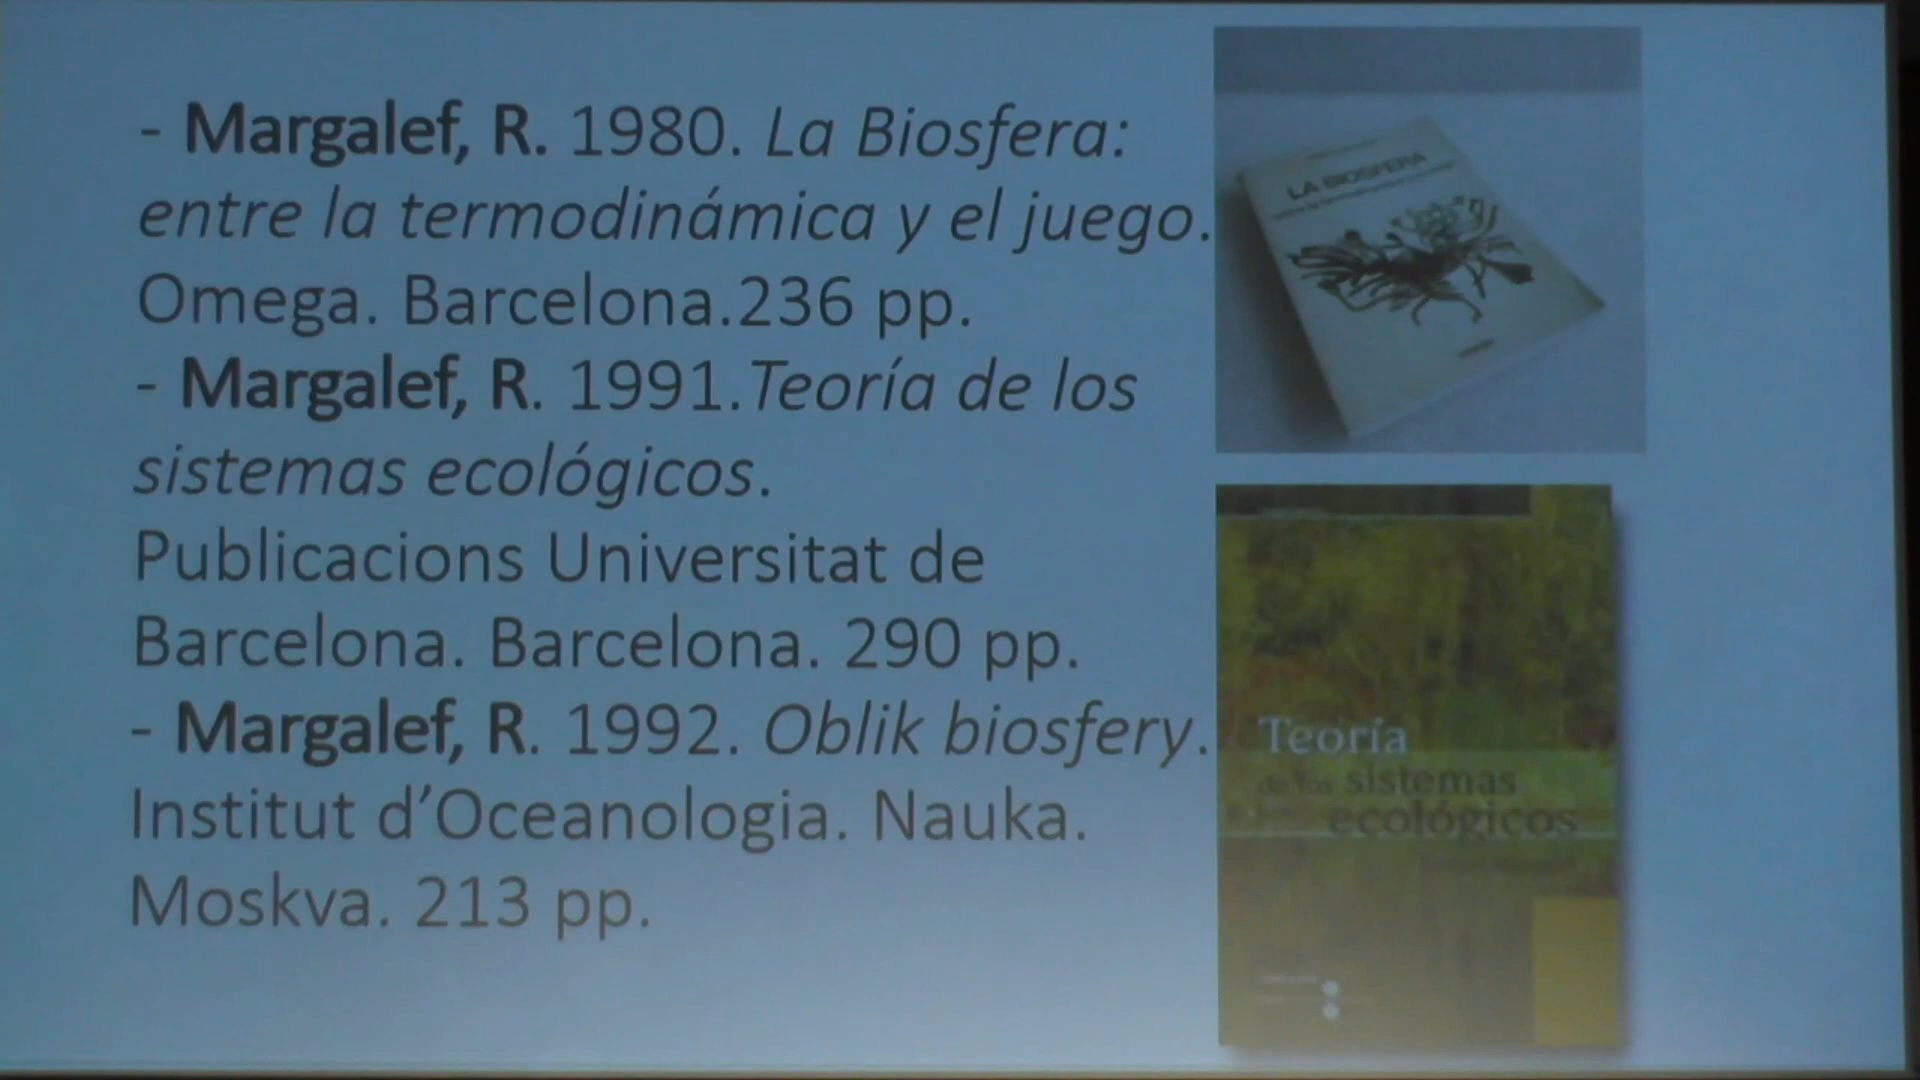 - Margalef, R. 1980. La Biosfera:
entre la termodinámica y el juego.
Omega. Barcelona.236 pp.
- Margalef, R. 1991.Teoría de los
sistemas ecológicos.
Publicacions Universitat de
Barcelona. Barcelona. 290 pp.
- Margalef, R. 1992. Oblik biosfery.
Institut d’Oceanologia. Nauka.
Moskva. 213 pp.
LA BIOSFERA
Teoría
de los sistemas
ecológicos